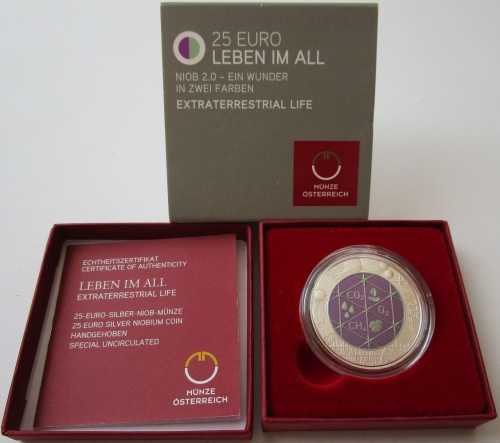 25 EURO
LEBEN IM ALL
NIOB 2.0 – EIN WUNDER
IN ZWEI FARBEN
EXTRATERRESTRIAL LIFE
MÜNZE
ÖSTERREICH
ECHTHEITSZERTIFIKAT
CERTIFICATE OF AUTHENTICITY
LEBEN IM ALL
EXTRATERRESTRIAL LIFE
25-EURO-SILBER-NIOB-MÜNZE
25 EURO SILVER NIOBIUM COIN
HANDGEHOBEN
SPECIAL UNCIRCULATED
MÜNZE
ÖSTERREICH
CO₂
O₂
CH₄